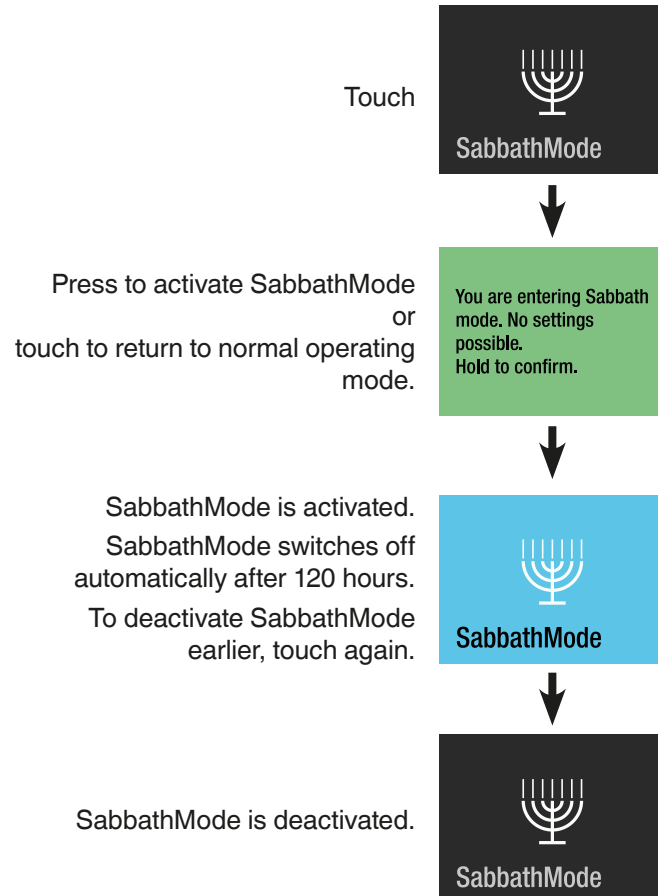 Touch
SabbathMode
Press to activate SabbathMode
or
touch to return to normal operating
mode.
You are entering Sabbath
mode. No settings
possible.
Hold to confirm.
SabbathMode is activated.
SabbathMode switches off
automatically after 120 hours.
To deactivate SabbathMode
earlier, touch again.
SabbathMode
SabbathMode is deactivated.
SabbathMode